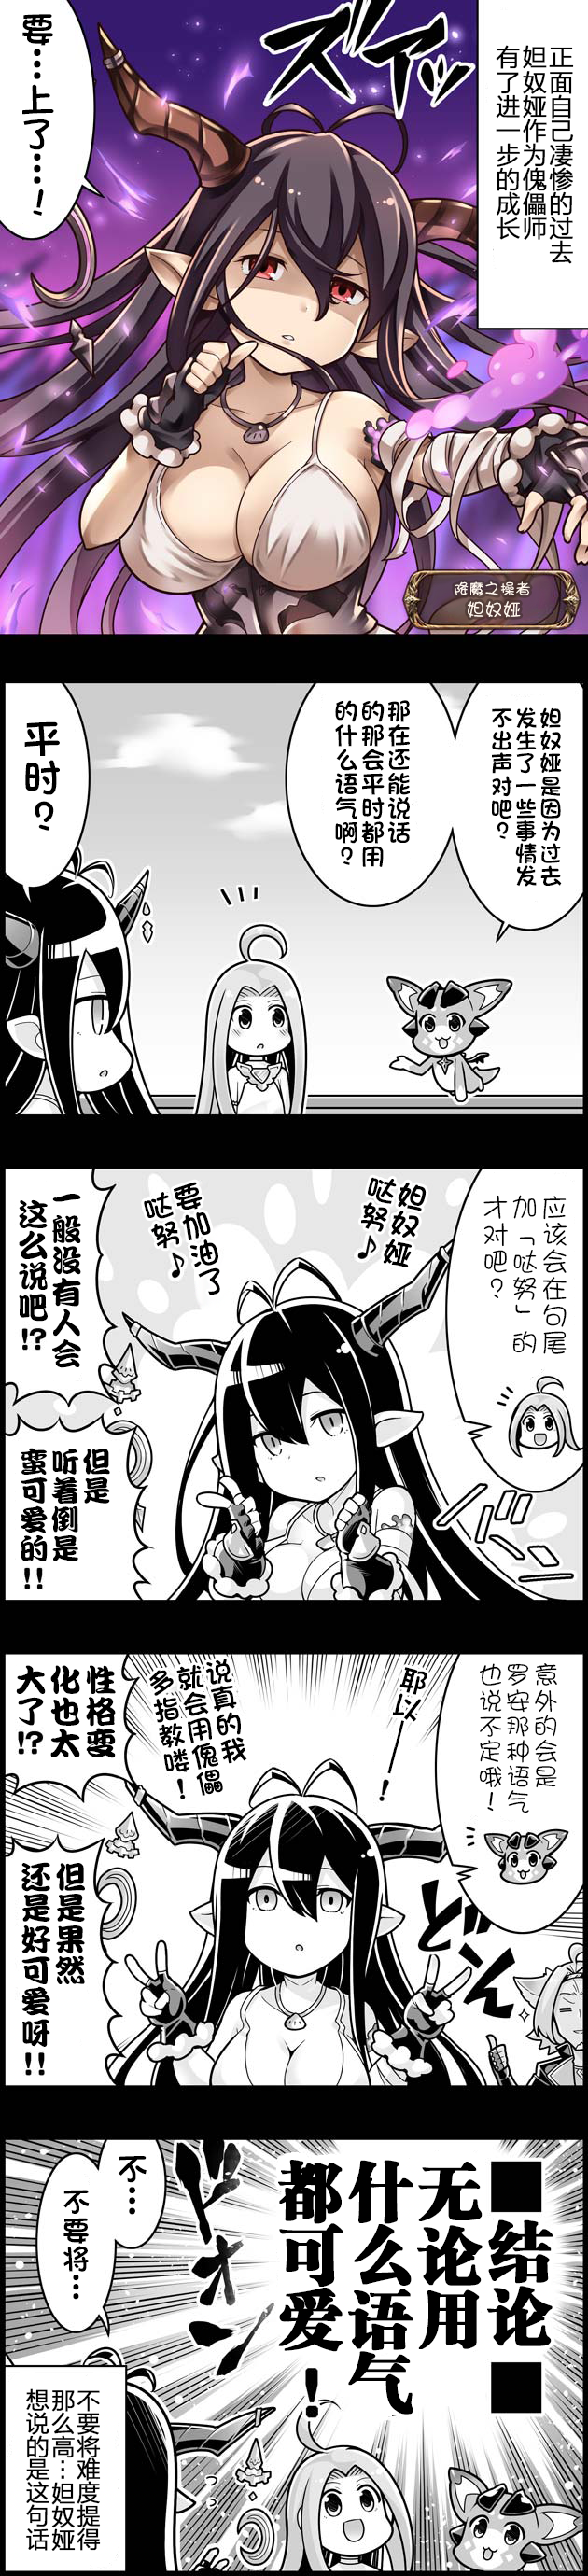 正面自己凄惨的过去
妲奴娅作为傀儡师
有了进一步的成长
ズアッ
要…上了…！
降魔之操者
妲奴娅
妲奴娅是因为过去
发生了一些事情发
不出声对吧？
那在还能说话
的那会平时都用
的什么语气啊？
平时？
应该会在句尾
加「哒努」的
才对吧？
妲奴娅
哒努♪
要加油了
哒努♪
一般没有人会
这么说吧!?
但是
听着倒是
蛮可爱的!!
バーン
意外的会是
罗安那种语气
也说不定哦！
耶以——！
说真的我
就会用傀儡
多指教喽！
性格变
化也太
大了!?
但是果然
还是好可爱呀!!
どん
■结论■
无论用
什么语气
都可爱！
ドォン
不…
不要将…
不要将难度提得
那么高…妲奴娅
想说的是这句话